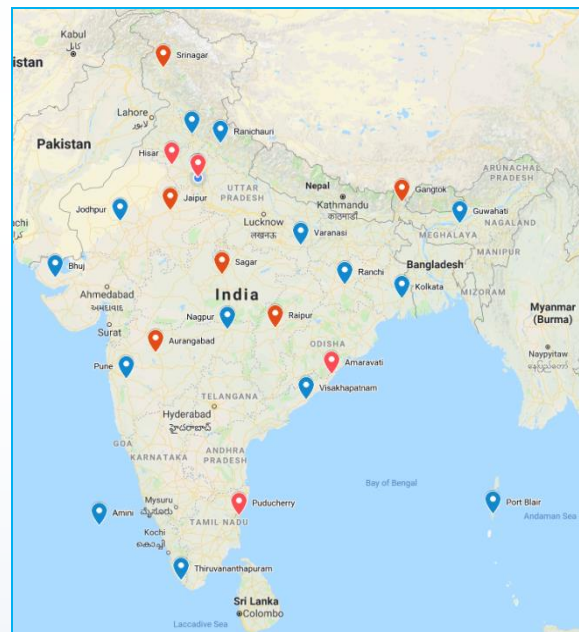 Kabul
کابل
istan
Srinagar
Lahore
لاہور
Ranichauri
Hisar
Pakistan
ARUNACHAL
PRADESH
Nepal
Gangtok
UTTAR
PRADESH
Jaipur
Kathmandu
काठमाडौं
Jodhpur
Guwahati
NAGALAND
Lucknow
लखनऊ
Varanasi
chi
MEGHALAYA
MANIPUR
Sagar
Bhuj
Ranchi
Bangladesh
Kolkata
Ahmedabad
અમદાવાદ
India
MIZORAM
Myanmar
(Burma)
Nagpur
Raipur
Surat
Aurangabad
ODISHA
Naypyitaw
နေပြည်တော်
Pune
Amaravati
Visakhapatnam
TELANGANA
Hyderabad
హైదరాబాద్
GOA
KARNATAKA
ANDHRA
PRADESH
Bay of Bengal
Mysuru
ಮೈಸೂರು
Puducherry
Port Blair
Amini
TAMIL NADU
Andaman Sea
Kochi
കൊച്ചി
Thiruvananthapuram
Sri Lanka
Colombo
Laccadive Sea